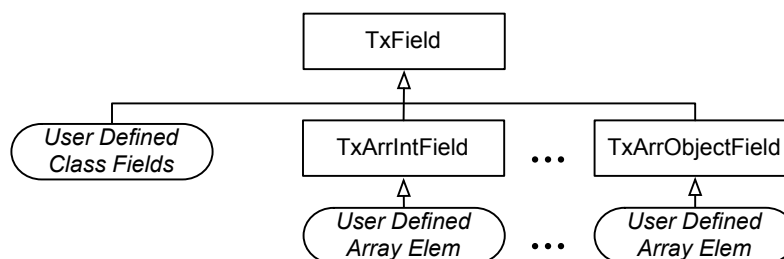 TxField
User Defined
Class Fields
TxArrIntField
...
TxArrObjectField
User Defined
Array Elem
...
User Defined
Array Elem